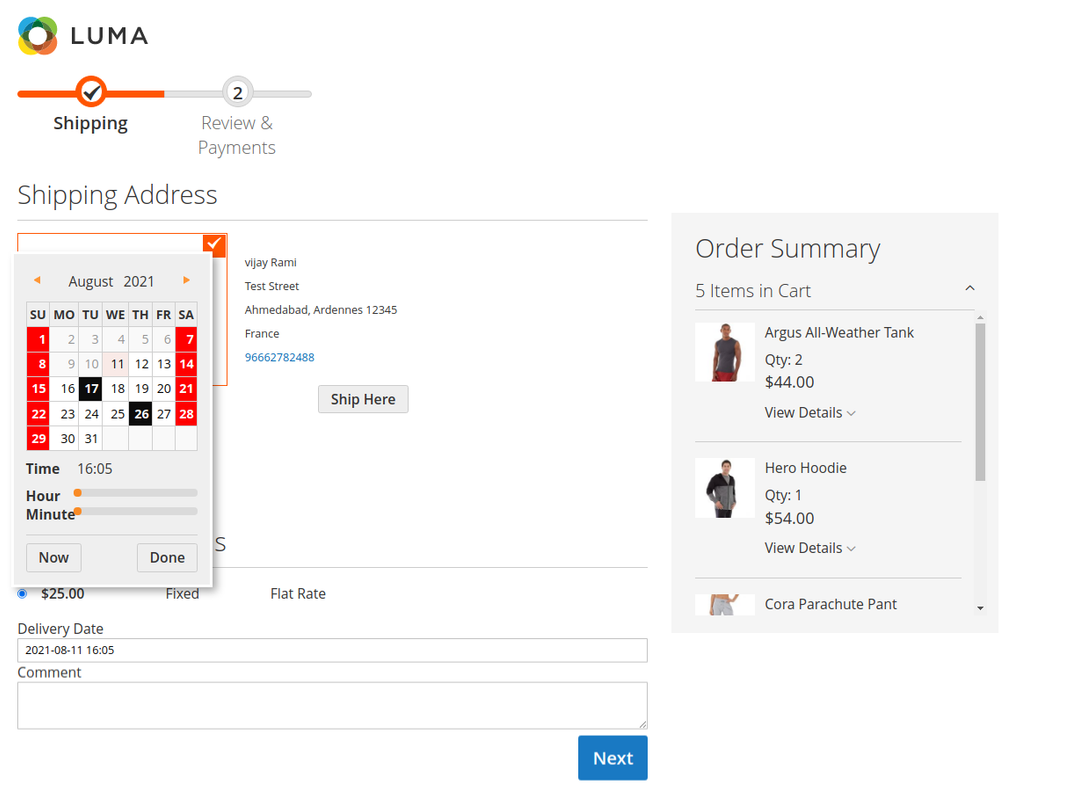 LUMA
2
Shipping
Review &
Payments
Shipping Address
August 2021
SU MO TU WE TH FR SA
1 2 3 4 5 6 7
8 9 10 11 12 13 14
15 16 17 18 19 20 21
22 23 24 25 26 27 28
29 30 31
Time 16:05
Hour
Minute
Now Done
vijay Rami
Test Street
Ahmedabad, Ardennes 12345
France
96662782488
Ship Here
s
$25.00 Fixed Flat Rate
Delivery Date
2021-08-11 16:05
Comment
Next
Order Summary
5 Items in Cart
Argus All-Weather Tank
Qty: 2
$44.00
View Details
Hero Hoodie
Qty: 1
$54.00
View Details
Cora Parachute Pant